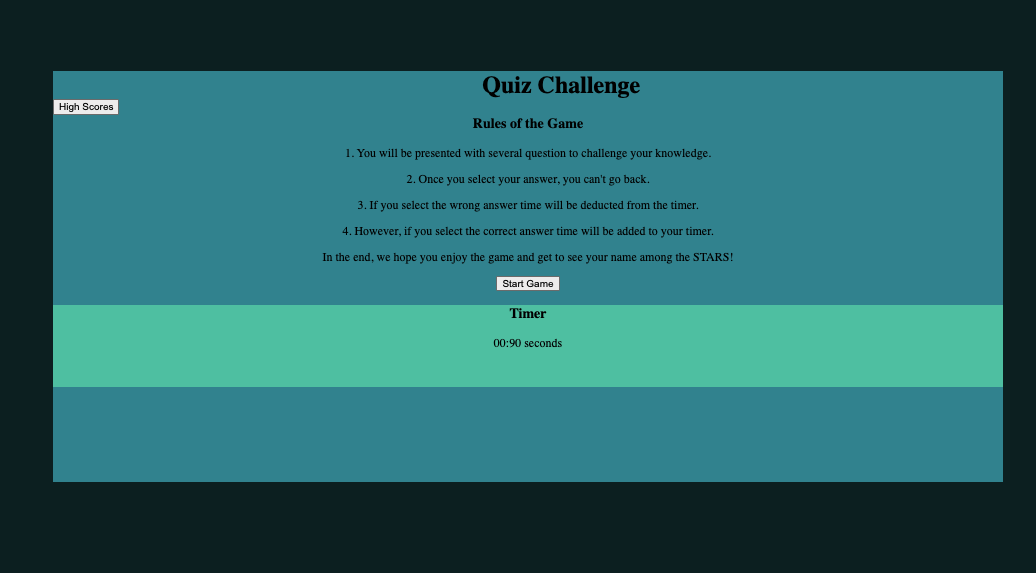 Quiz Challenge
High Scores
Rules of the Game
1. You will be presented with several question to challenge your knowledge.
2. Once you select your answer, you can't go back.
3. If you select the wrong answer time will be deducted from the timer.
4. However, if you select the correct answer time will be added to your timer.
In the end, we hope you enjoy the game and get to see your name among the STARS!
Start Game
Timer
00:90 seconds